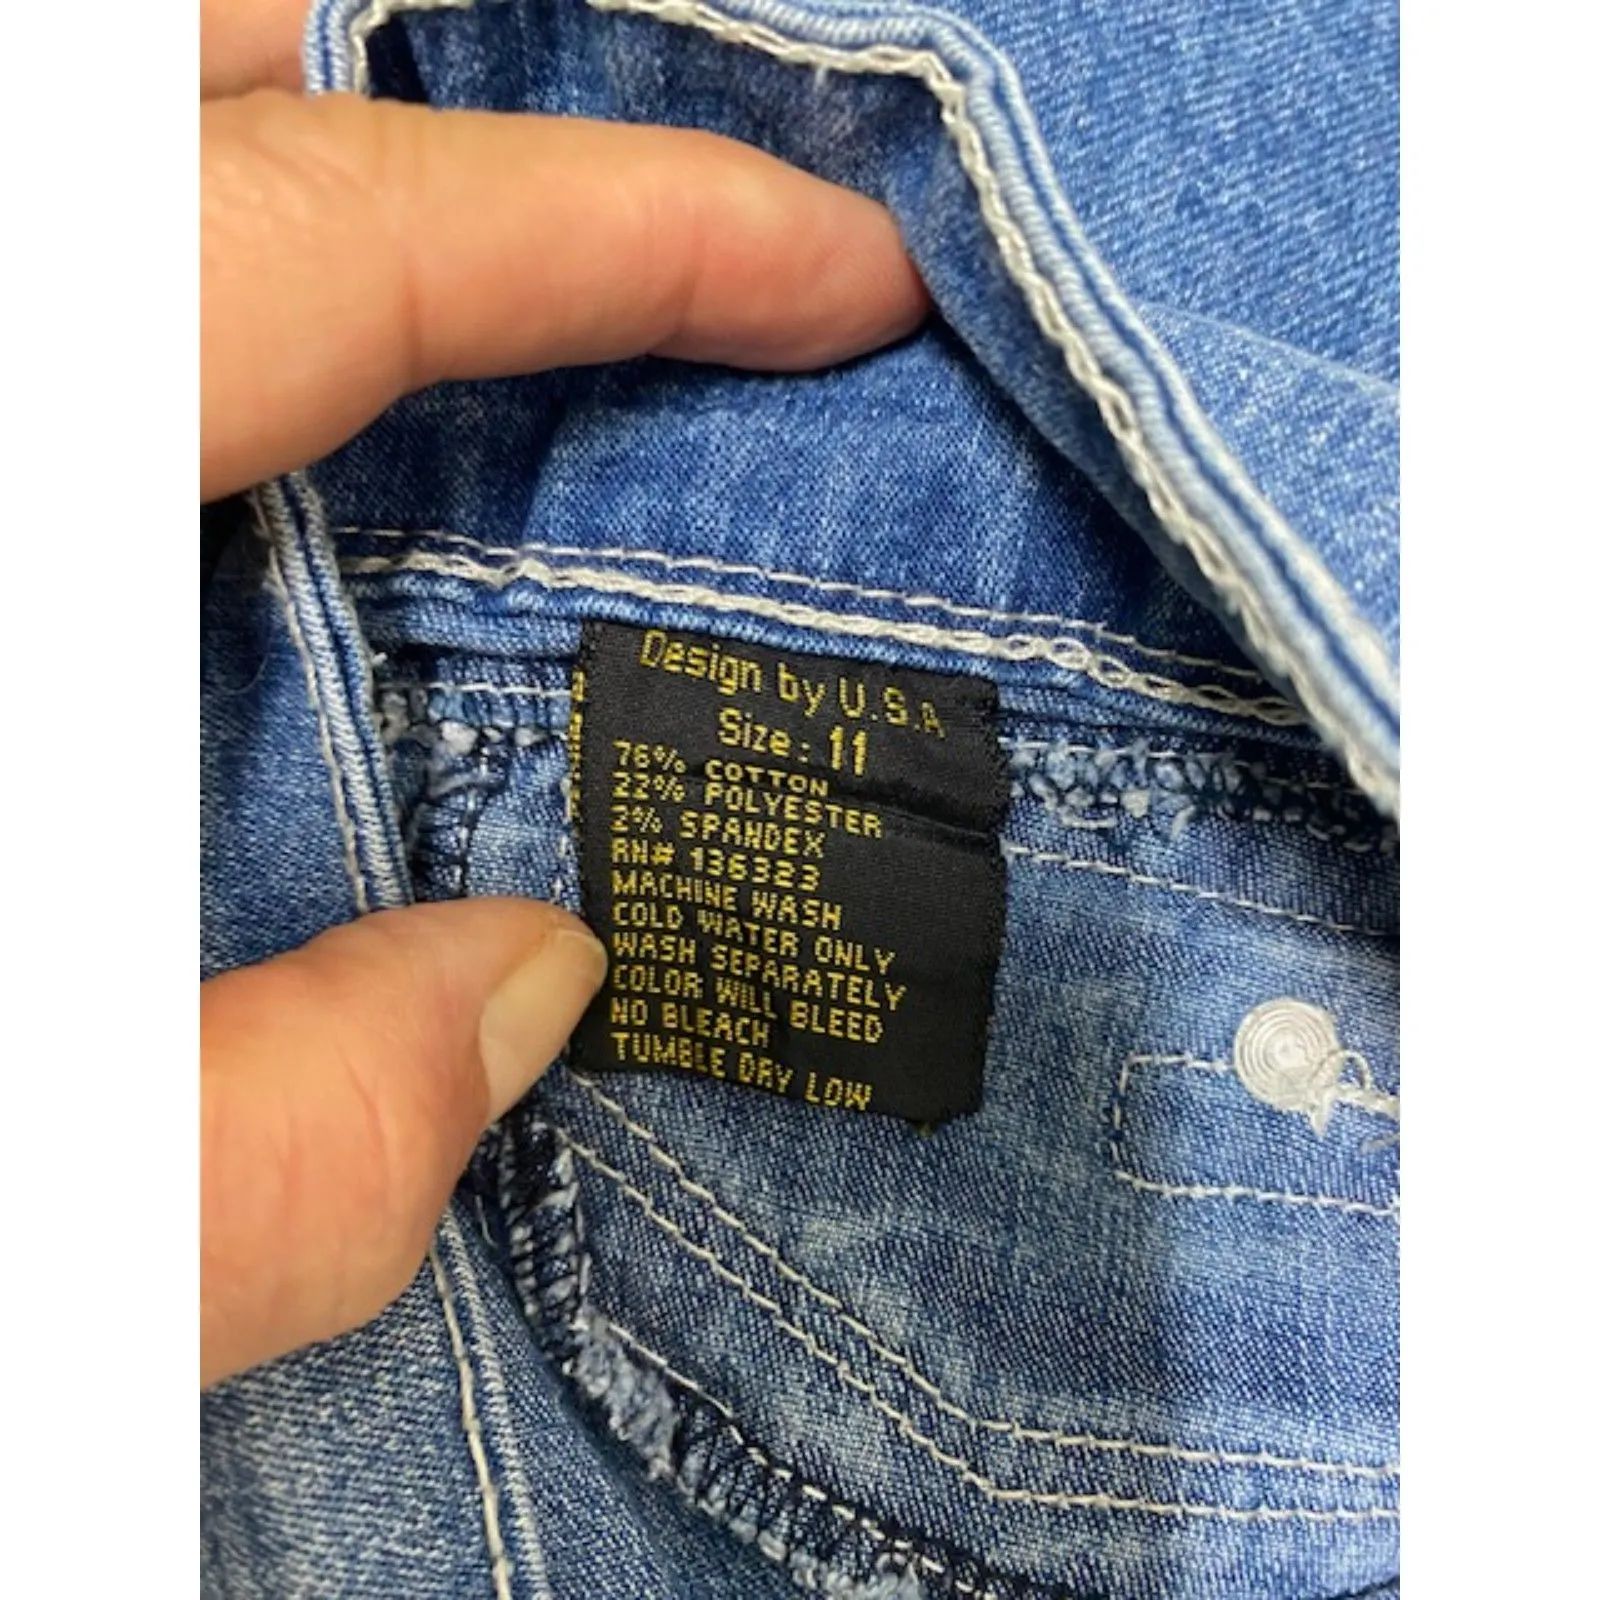 Design by U.S.A
Size: 11
76% COTTON
22% POLYESTER
2% SPANDEX
RN# 136323
MACHINE WASH
COLD WATER ONLY
WASH SEPARATELY
COLOR WILL BLEED
NO BLEACH
TUMBLE DRY LOW